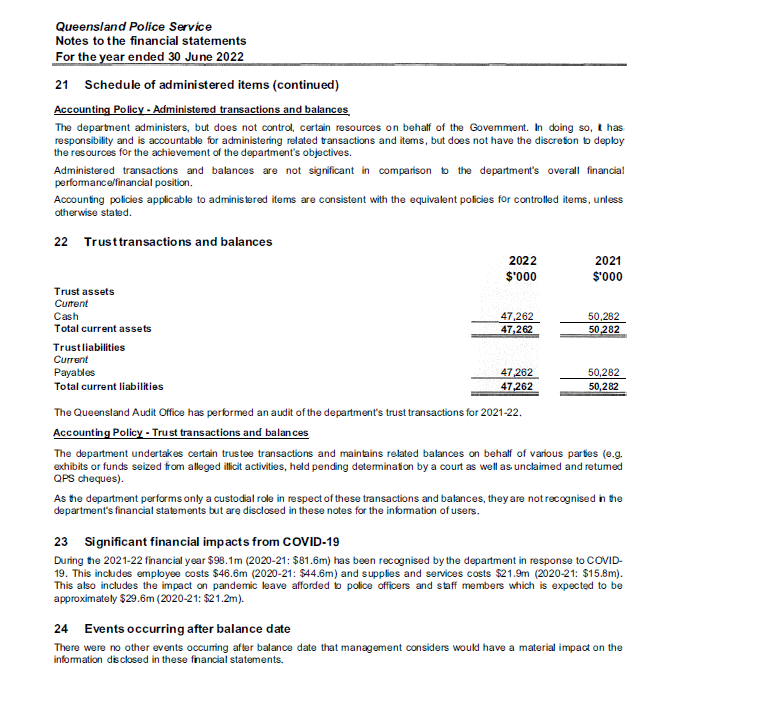 Queensland Police Service
Notes to the financial statements
For the year ended 30 June 2022
21 Schedule of administered items (continued)
Accounting Policy - Administered transactions and balances
The department administers, but does not control, certain resources on behalf of the Government. In doing so, it has
responsibility and is accountable for administering related transactions and items, but does not have the discretion to deploy
the resources for the achievement of the department's objectives.
Administered transactions and balances are not significant in comparison to the department's overall financial
performance/financial position.
Accounting policies applicable to administered items are consistent with the equivalent policies for controlled items, unless
otherwise stated.
22 Trust transactions and balances
2022 2021
$'000 $'000
Trust assets
Current
Cash 47,262 50,282
Total current assets 47,262 50,282
Trust liabilities
Current
Payables 47,262 50,282
Total current liabilities 47,262 50,282
The Queensland Audit Office has performed an audit of the department's trust transactions for 2021-22.
Accounting Policy - Trust transactions and balances
The department undertakes certain trustee transactions and maintains related balances on behalf of various parties (e.g.
exhibits or funds seized from alleged illicit activities, held pending determination by a court as well as unclaimed and returned
QPS cheques).
As the department performs only a custodial role in respect of these transactions and balances, they are not recognised in the
department's financial statements but are disclosed in these notes for the information of users.
23 Significant financial impacts from COVID-19
During the 2021-22 financial year $98.1m (2020-21: $81.6m) has been recognised by the department in response to COVID-
19. This includes employee costs $46.6m (2020-21: $44.6m) and supplies and services costs $21.9m (2020-21: $15.8m).
This also includes the impact on pandemic leave afforded to police officers and staff members which is expected to be
approximately $29.6m (2020-21: $21.2m).
24 Events occurring after balance date
There were no other events occurring after balance date that management considers would have a material impact on the
information disclosed in these financial statements.